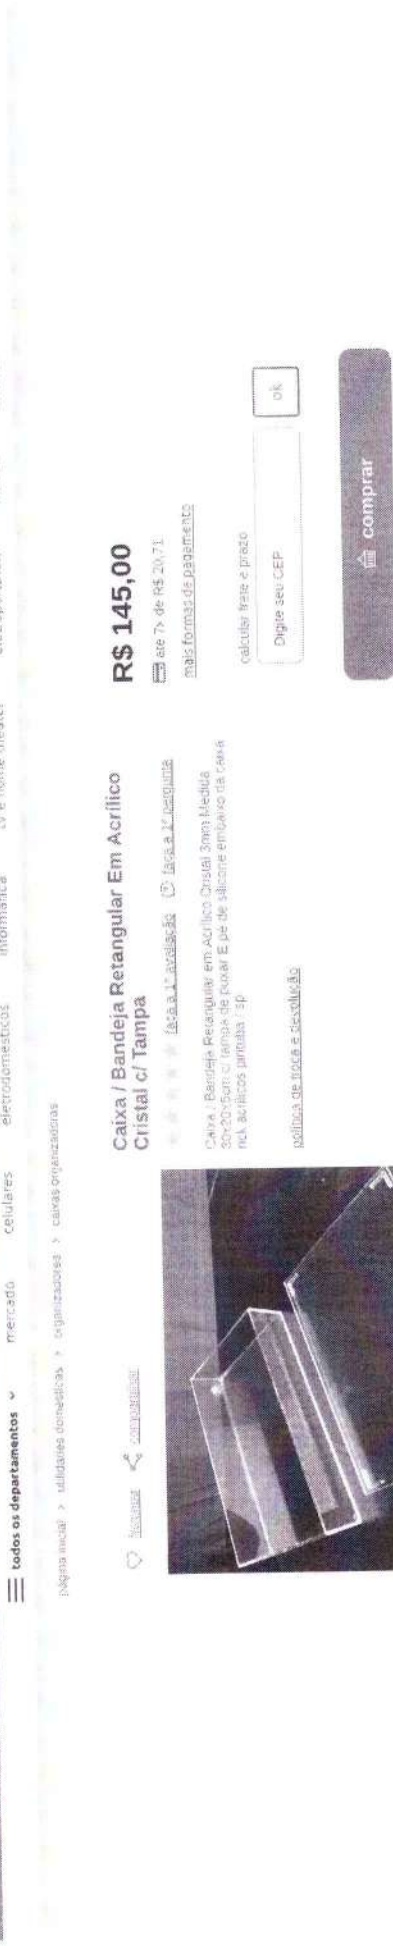 todos os departamentos
mercado
celulares
eletrodomésticos
informática
tv e home theater
página inicial > utilidades domésticas > organizadores > caixas organizadoras
compartilhar
Caixa / Bandeja Retangular Em Acrílico
Cristal c/ Tampa
faça a 1ª avaliação
faça a 1ª pergunta
Caixa / Bandeja Retangular em Acrílico Cristal 3mm Medida
30x20x5cm c/ tampa de puxar E pé de silicone embaixo da caixa
rick acrílicos / sp
política de troca e devolução
R$ 145,00
até 7x de R$ 20,71
mais formas de pagamento
calcular frete e prazo
Digite seu CEP
ok
comprar